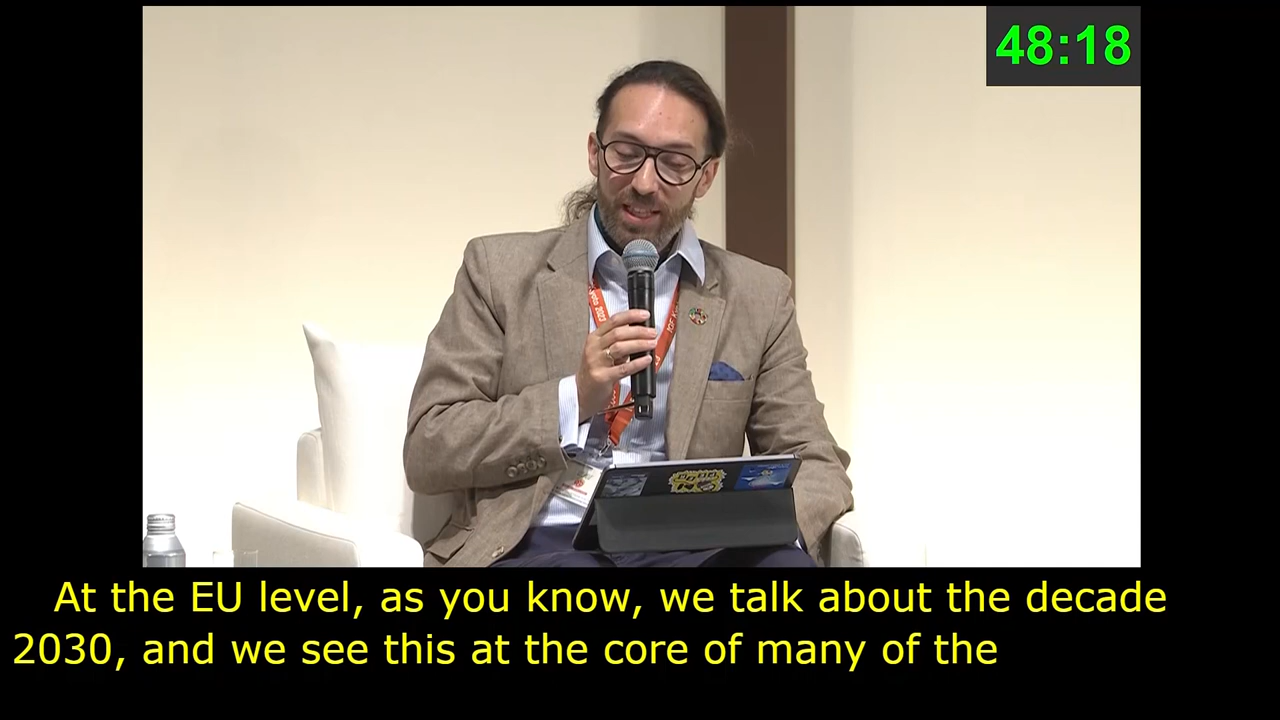 48:18
At the EU level, as you know, we talk about the decade
2030, and we see this at the core of many of the